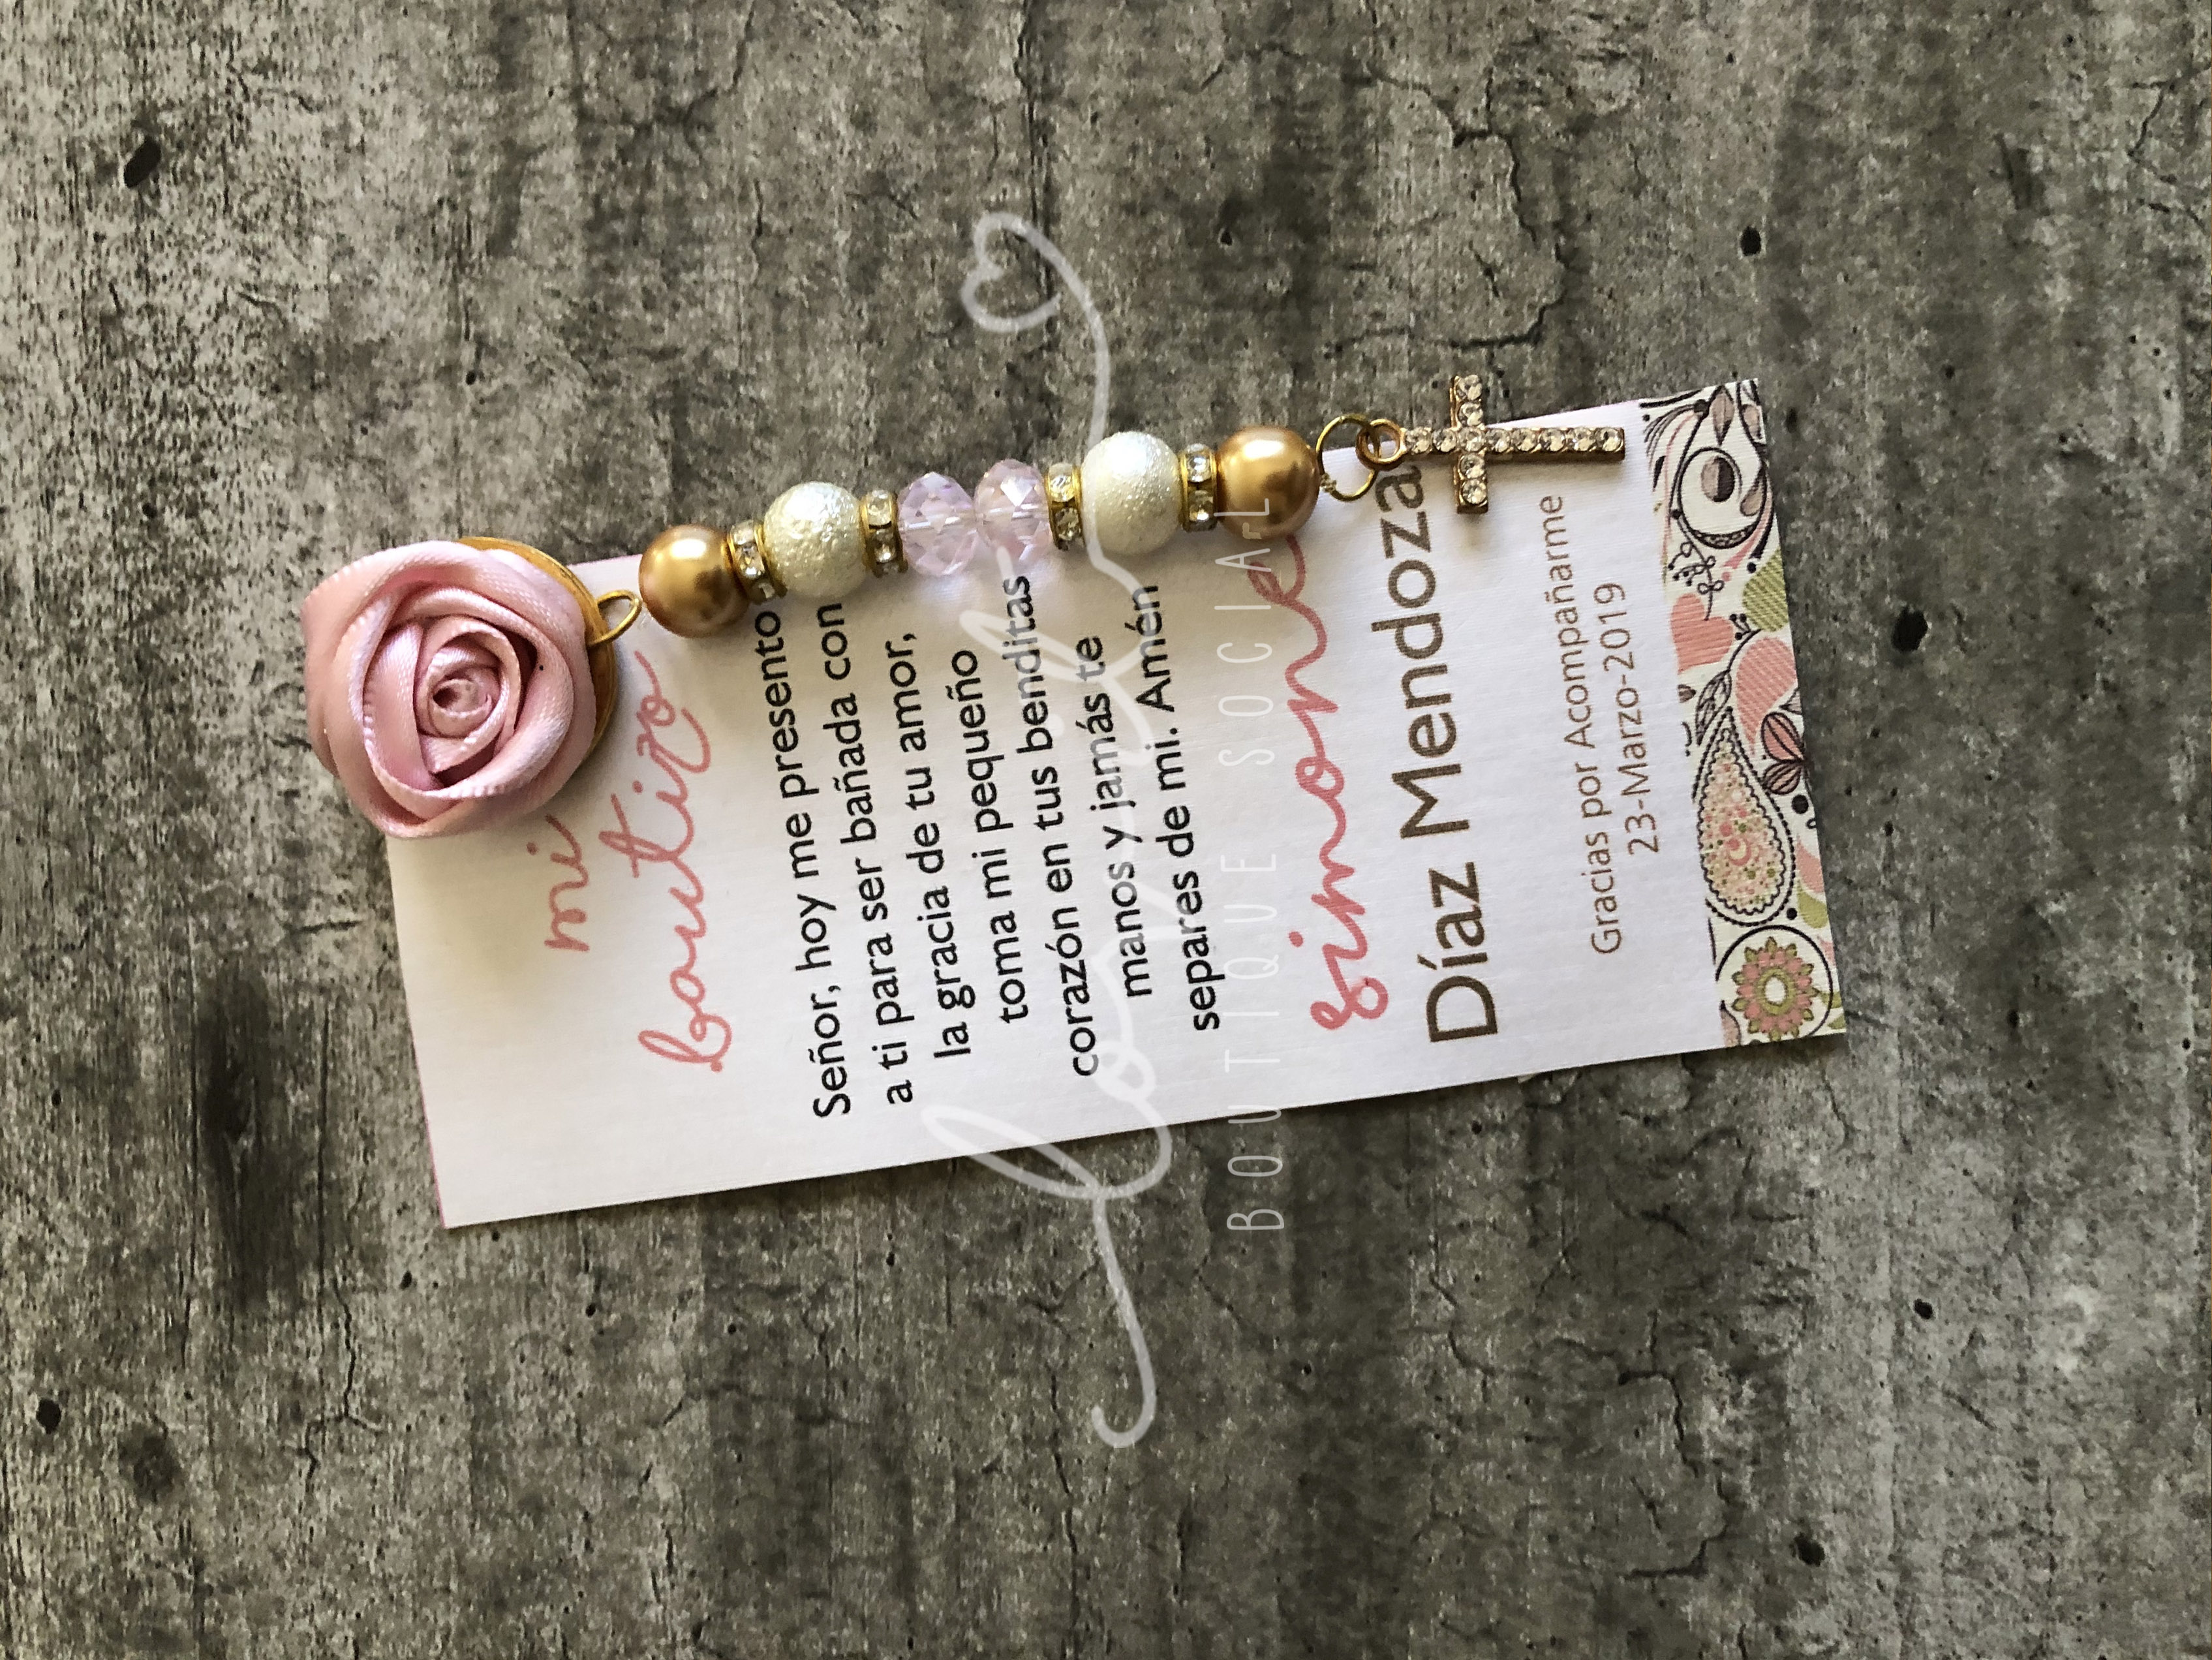 mi
bautizo
Señor, hoy me presento
a ti para ser bañada con
la gracia de tu amor,
toma mi pequeño
corazón en tus benditas
manos y jamás te
separes de mi. Amén
BOUTIQUE SOCIAL
simone
Díaz Mendoza
Gracias por Acompañarme
23-Marzo-2019